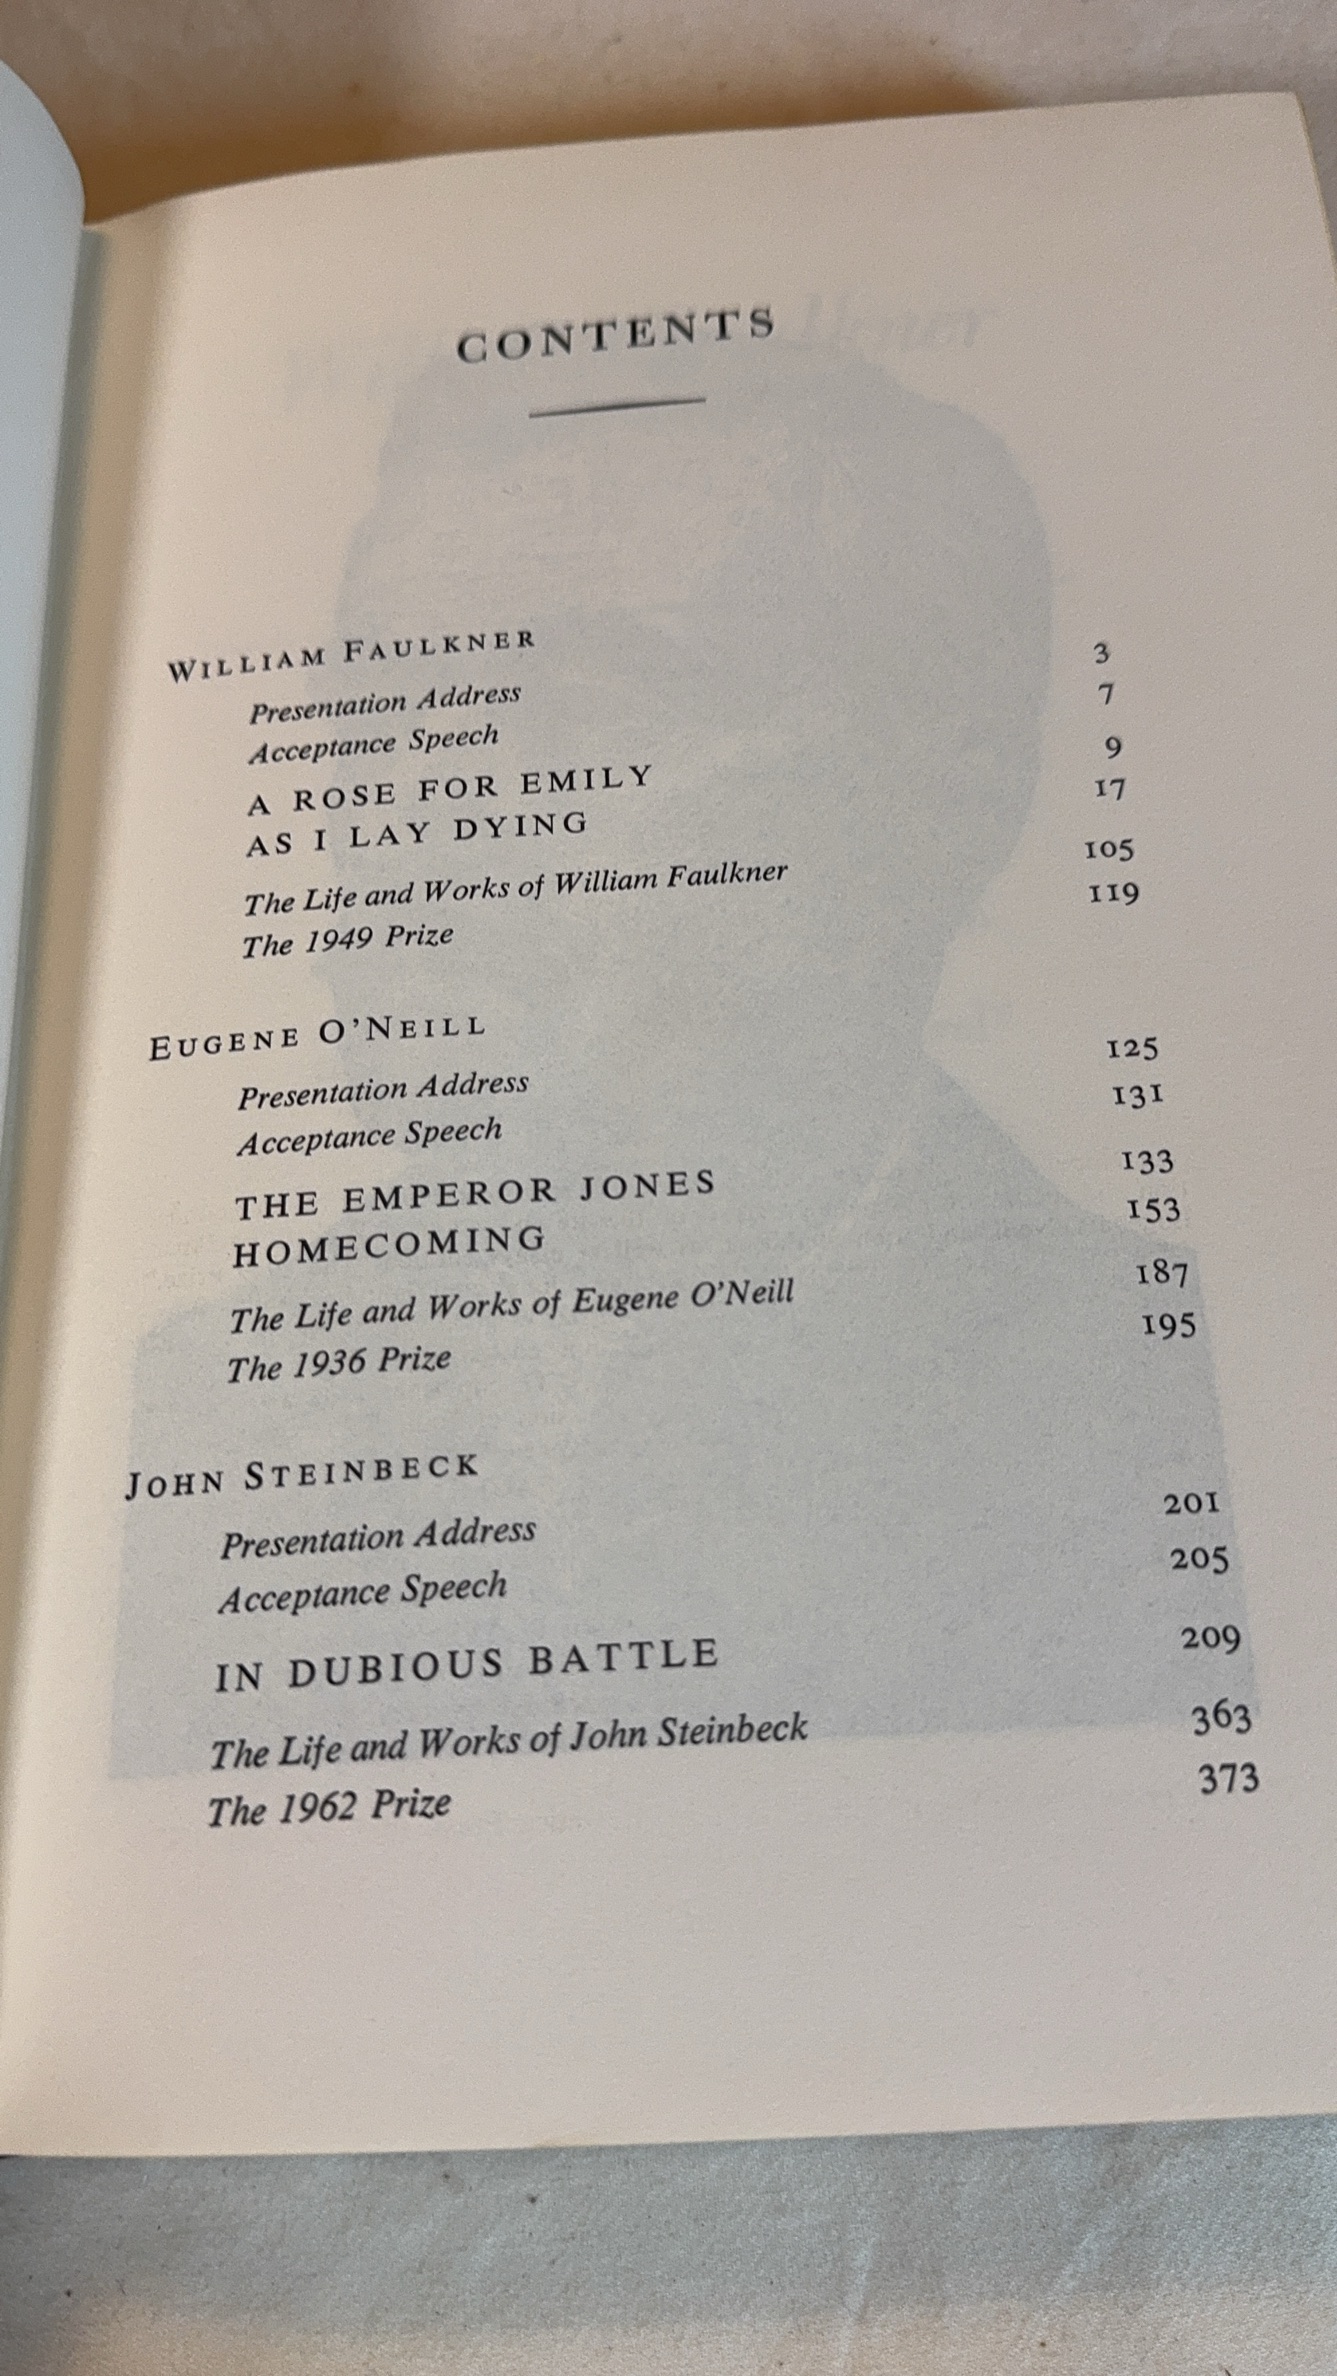 CONTENTS
WILLIAM FAULKNER
Presentation Address 3
Acceptance Speech 7
A ROSE FOR EMILY 9
AS I LAY DYING 17
The Life and Works of William Faulkner 105
The 1949 Prize 119
EUGENE O'NEILL
Presentation Address 125
Acceptance Speech 131
THE EMPEROR JONES 133
HOMECOMING 153
The Life and Works of Eugene O'Neill 187
The 1936 Prize 195
JOHN STEINBECK
Presentation Address 201
Acceptance Speech 205
IN DUBIOUS BATTLE 209
The Life and Works of John Steinbeck 363
The 1962 Prize 373